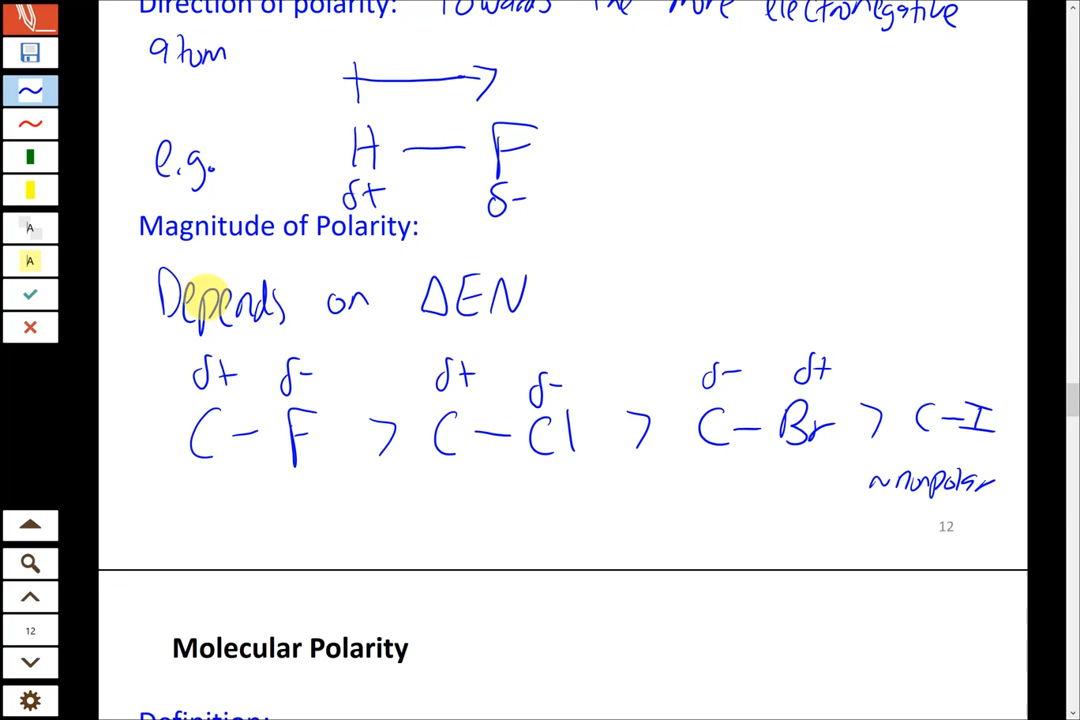 Direction of polarity: Towards the more electronegative
atom
e.g. H — F
δ+ δ-
Magnitude of Polarity:
Depends on ΔEN
δ+ δ- δ+ δ- δ- δ+
C – F > C – Cl > C – Br > C – I
~ nonpolar
12
Molecular Polarity
Definition:
A
A
12